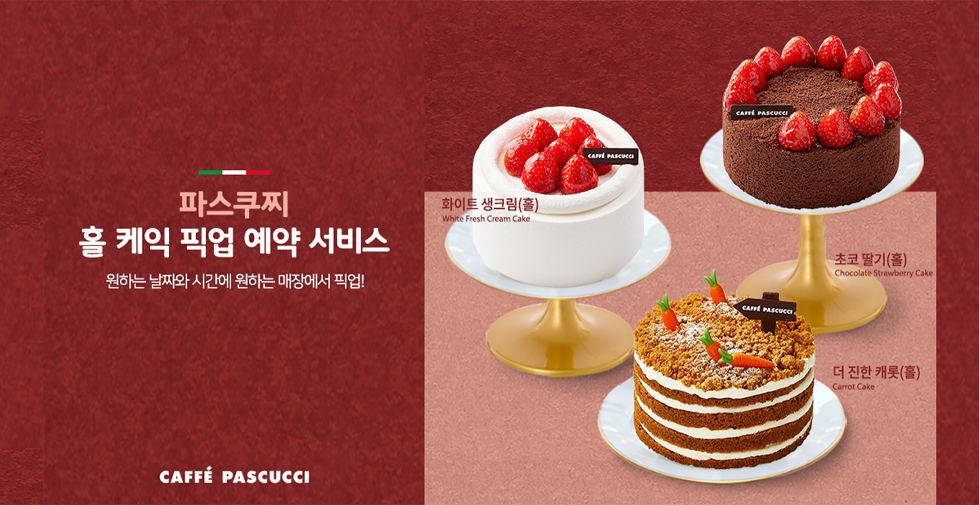 파스쿠찌
홀 케익 픽업 예약 서비스
원하는 날짜와 시간에 원하는 매장에서 픽업!
CAFFÉ PASCUCCI
CAFFÉ PASCUCCI
화이트 생크림(홀)
White Fresh Cream Cake
CAFFÉ PASCUCCI
초코 딸기(홀)
Chocolate Strawberry Cake
CAFFÉ PASCUCCI
더 진한 캐롯(홀)
Carrot Cake